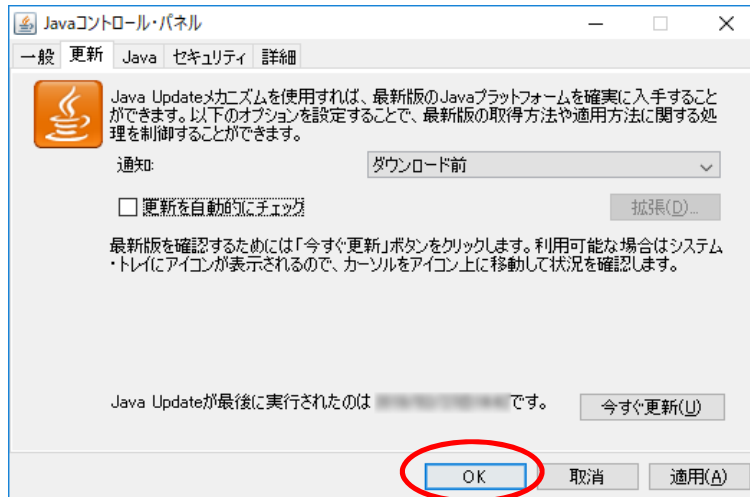 Javaコントロール・パネル
一般 更新 Java セキュリティ 詳細
Java Updateメカニズムを使用すれば、最新版のJavaプラットフォームを確実に入手すること
ができます。以下のオプションを設定することで、最新版の取得方法や適用方法に関する処
理を制御することができます。
通知: ダウンロード前
更新を自動的にチェック 拡張(D)...
最新版を確認するためには「今すぐ更新」ボタンをクリックします。利用可能な場合はシステム
・トレイにアイコンが表示されるので、カーソルをアイコン上に移動して状況を確認します。
Java Updateが最後に実行されたのは です。 今すぐ更新(U)
OK 取消 適用(A)